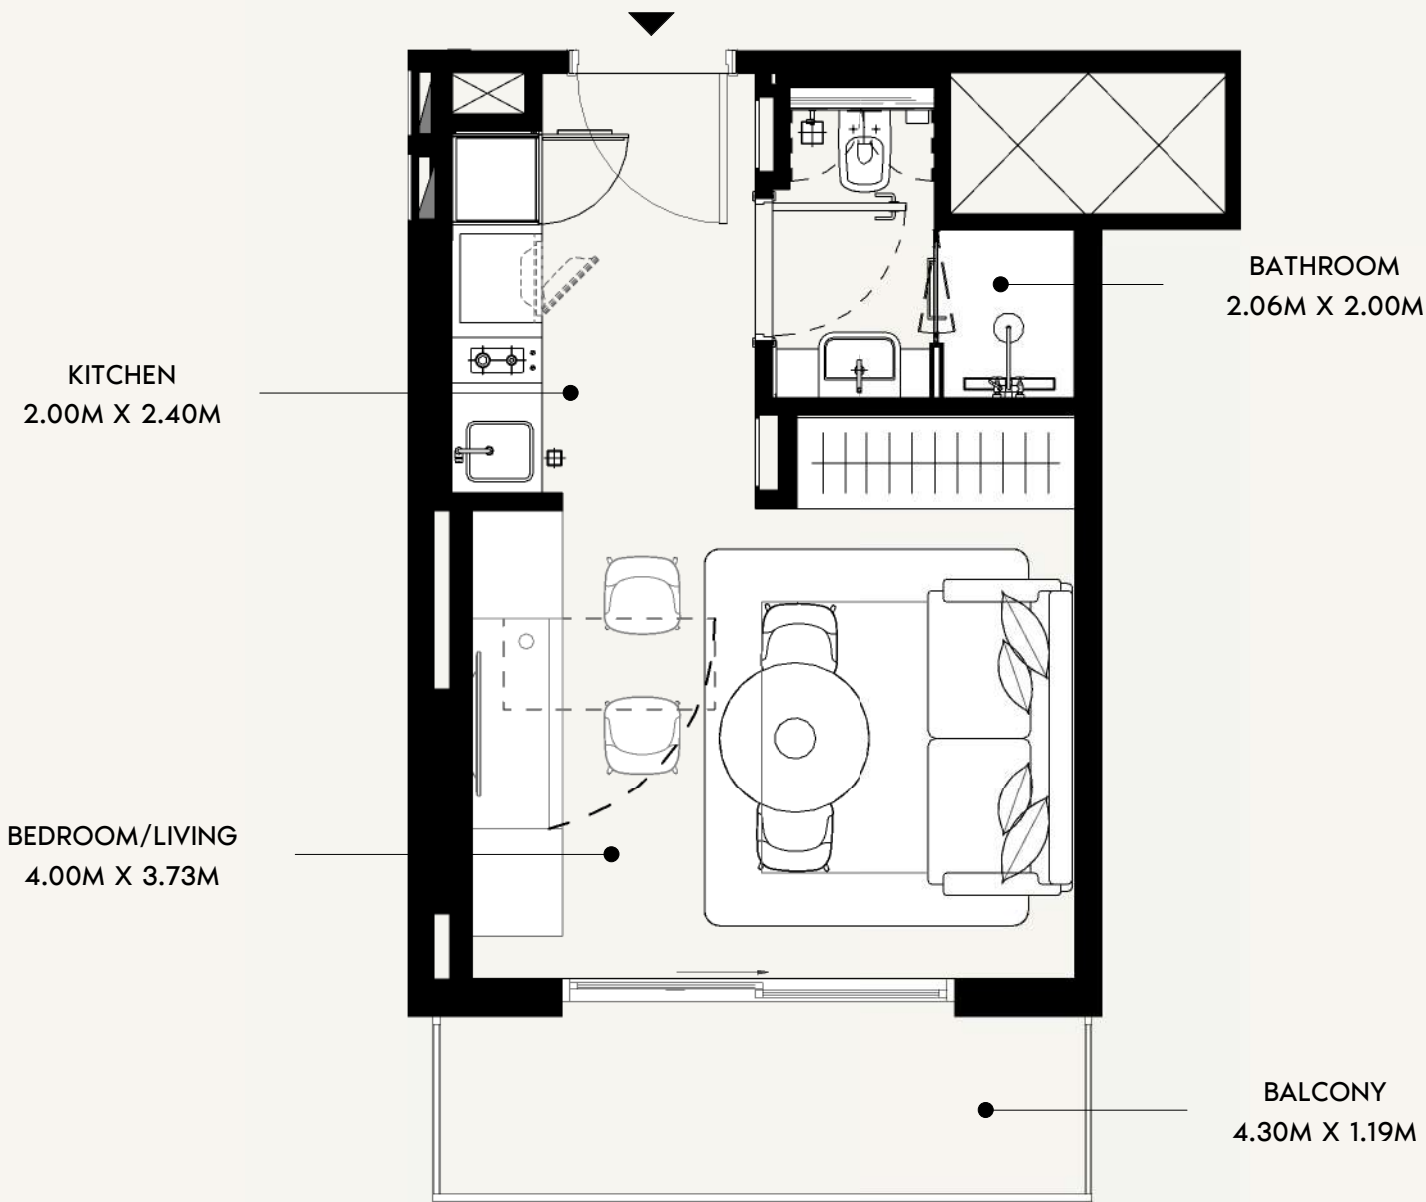 BATHROOM
2.06M X 2.00M
KITCHEN
2.00M X 2.40M
BEDROOM/LIVING
4.00M X 3.73M
BALCONY
4.30M X 1.19M